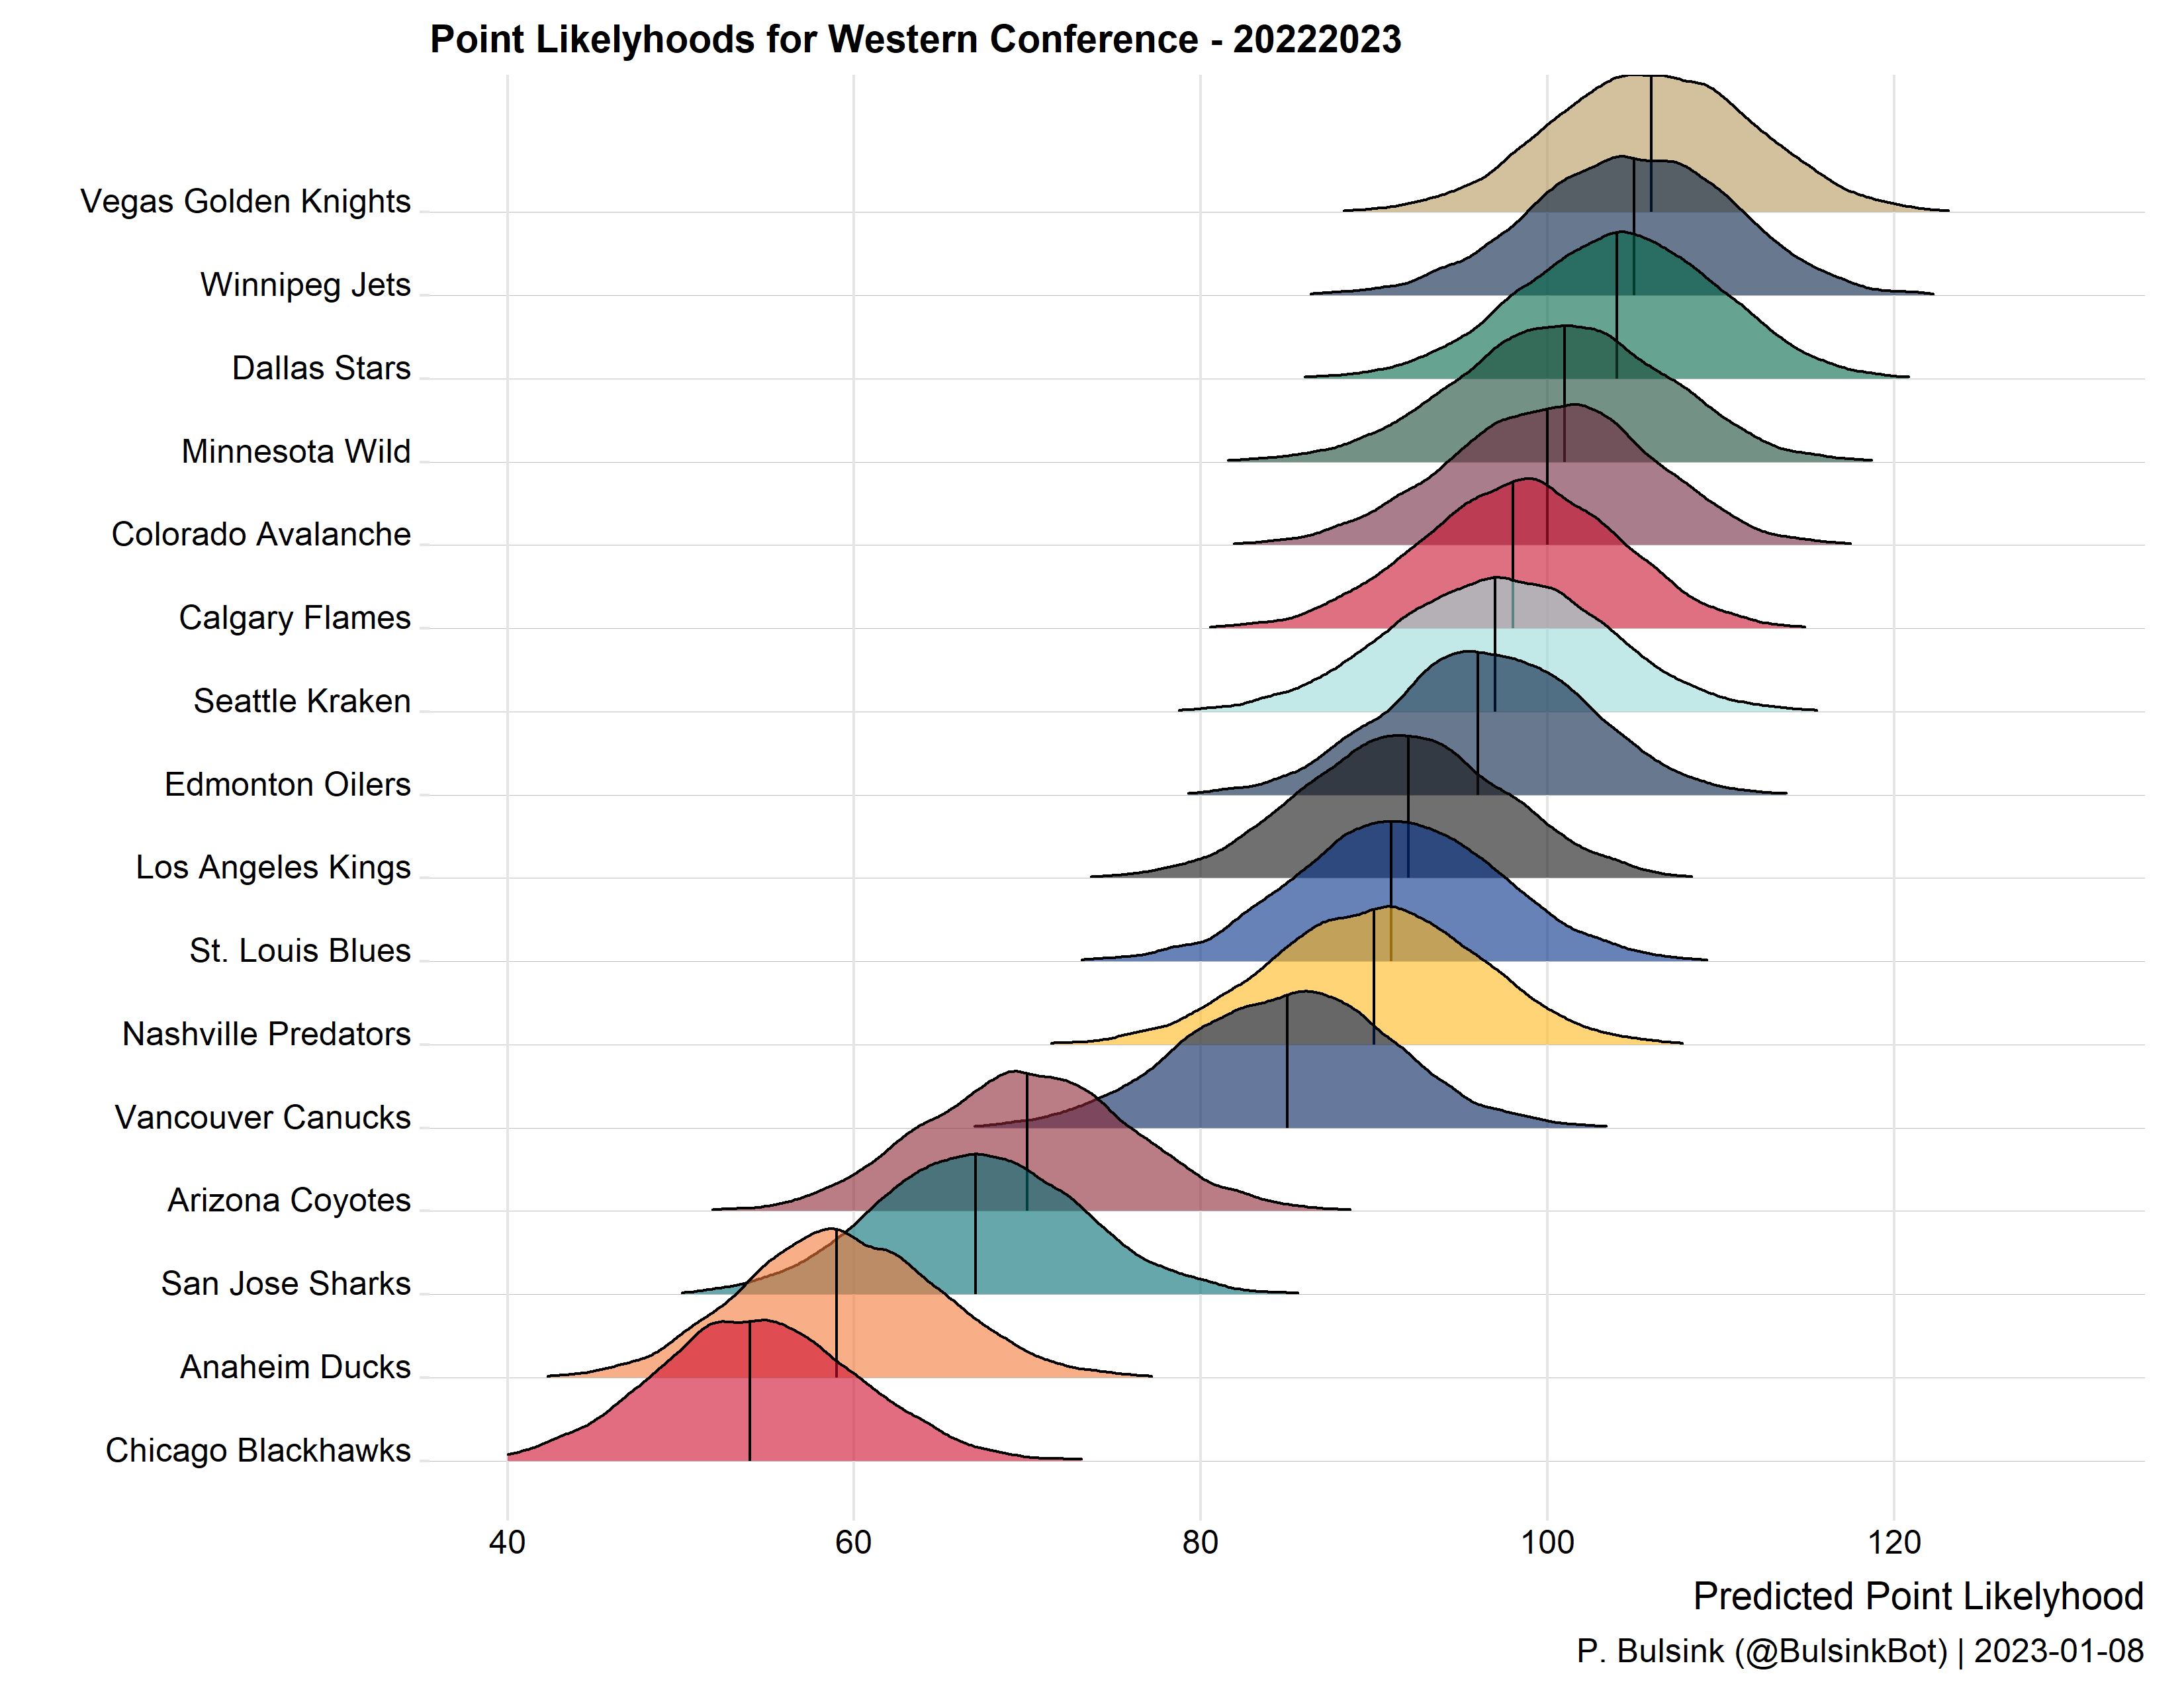 Point Likelyhoods for Western Conference - 20222023
Vegas Golden Knights
Winnipeg Jets
Dallas Stars
Minnesota Wild
Colorado Avalanche
Calgary Flames
Seattle Kraken
Edmonton Oilers
Los Angeles Kings
St. Louis Blues
Nashville Predators
Vancouver Canucks
Arizona Coyotes
San Jose Sharks
Anaheim Ducks
Chicago Blackhawks
40 60 80 100 120
Predicted Point Likelyhood
P. Bulsink (@BulsinkBot) | 2023-01-08